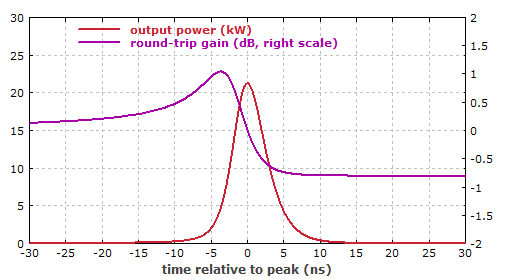 30 2
output power (kW)
round-trip gain (dB, right scale)
25 1.5
1
20 0.5
15 0
-0.5
10 -1
5 -1.5
0 -2
-30 -25 -20 -15 -10 -5 0 5 10 15 20 25 30
time relative to peak (ns)